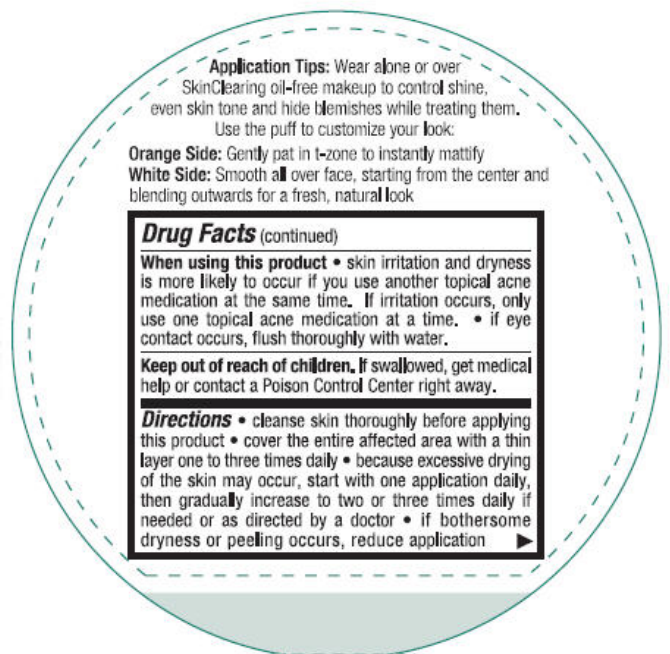 Application Tips: Wear alone or over
SkinClearing oil-free makeup to control shine,
even skin tone and hide blemishes while treating them.
Use the puff to customize your look:
Orange Side: Gently pat in t-zone to instantly mattify
White Side: Smooth all over face, starting from the center and
blending outwards for a fresh, natural look
Drug Facts (continued)
When using this product • skin irritation and dryness
is more likely to occur if you use another topical acne
medication at the same time. If irritation occurs, only
use one topical acne medication at a time. • if eye
contact occurs, flush thoroughly with water.
Keep out of reach of children. If swallowed, get medical
help or contact a Poison Control Center right away.
Directions • cleanse skin thoroughly before applying
this product • cover the entire affected area with a thin
layer one to three times daily • because excessive drying
of the skin may occur, start with one application daily,
then gradually increase to two or three times daily if
needed or as directed by a doctor • if bothersome
dryness or peeling occurs, reduce application ▶